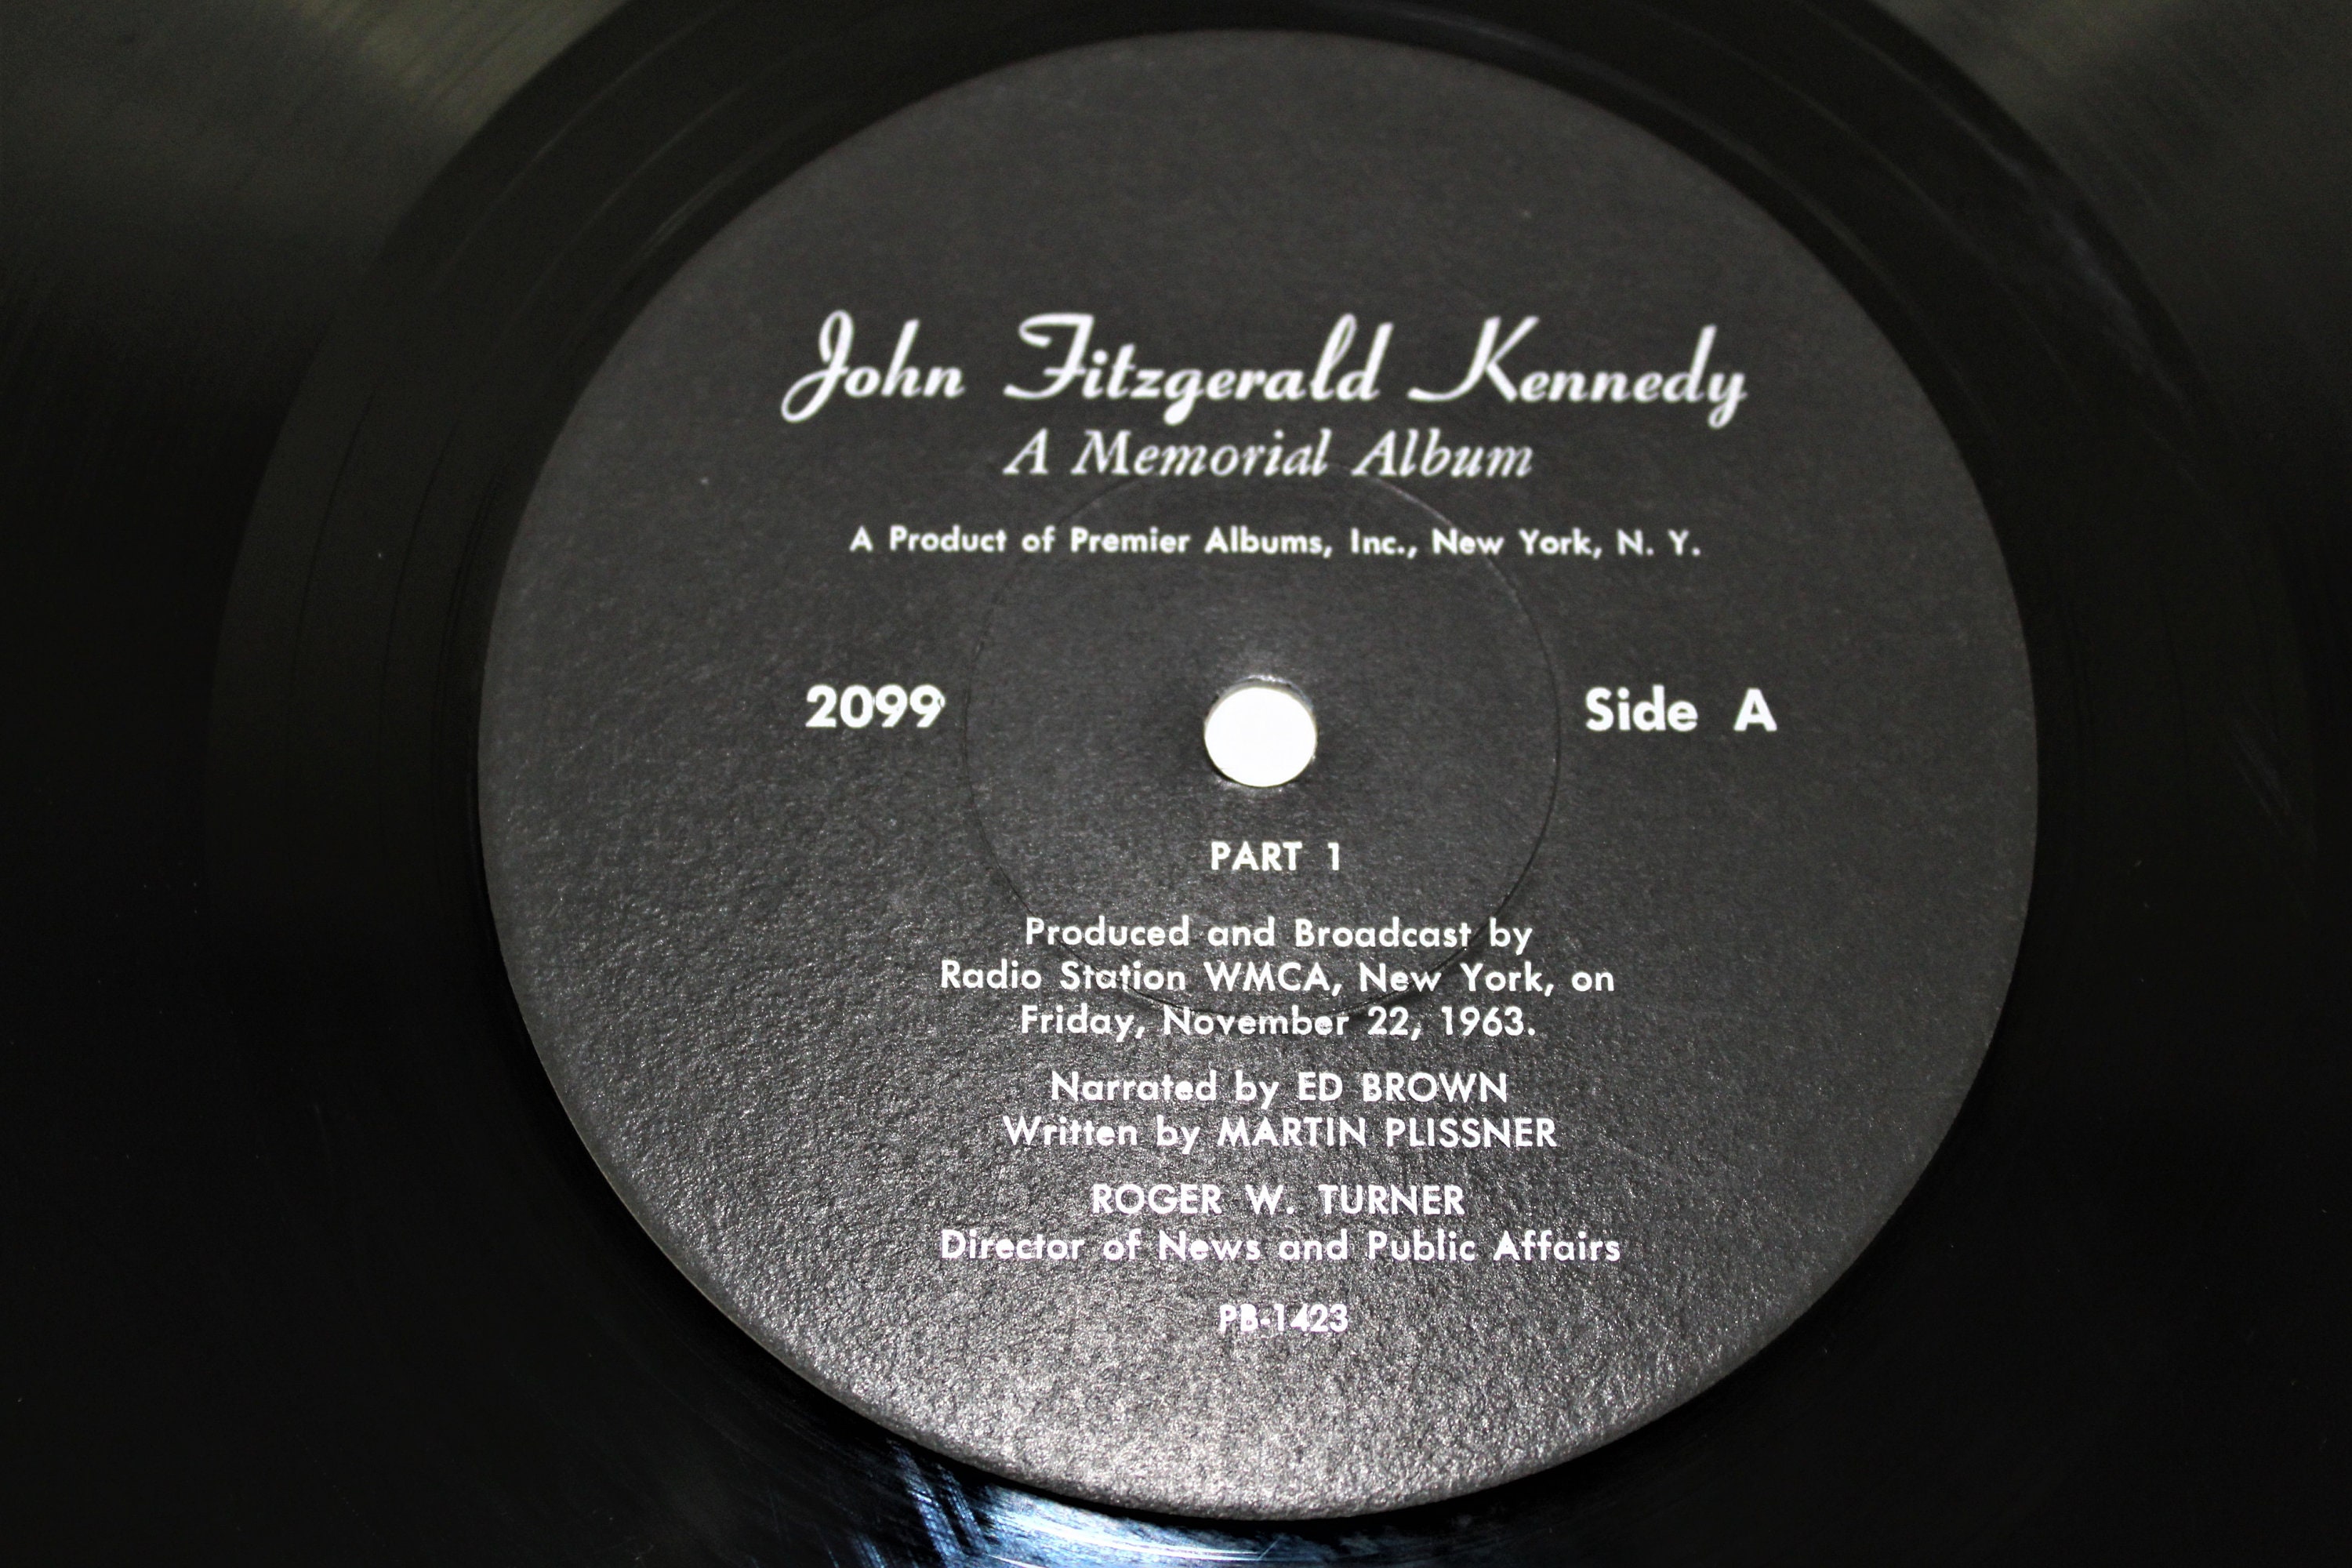 John Fitzgerald Kennedy
A Memorial Album
A Product of Premier Albums, Inc., New York, N. Y.
2099 Side A
PART 1
Produced and Broadcast by
Radio Station WMCA, New York, on
Friday, November 22, 1963.
Narrated by ED BROWN
Written by MARTIN PLISSNER
ROGER W. TURNER
Director of News and Public Affairs
PB-1423